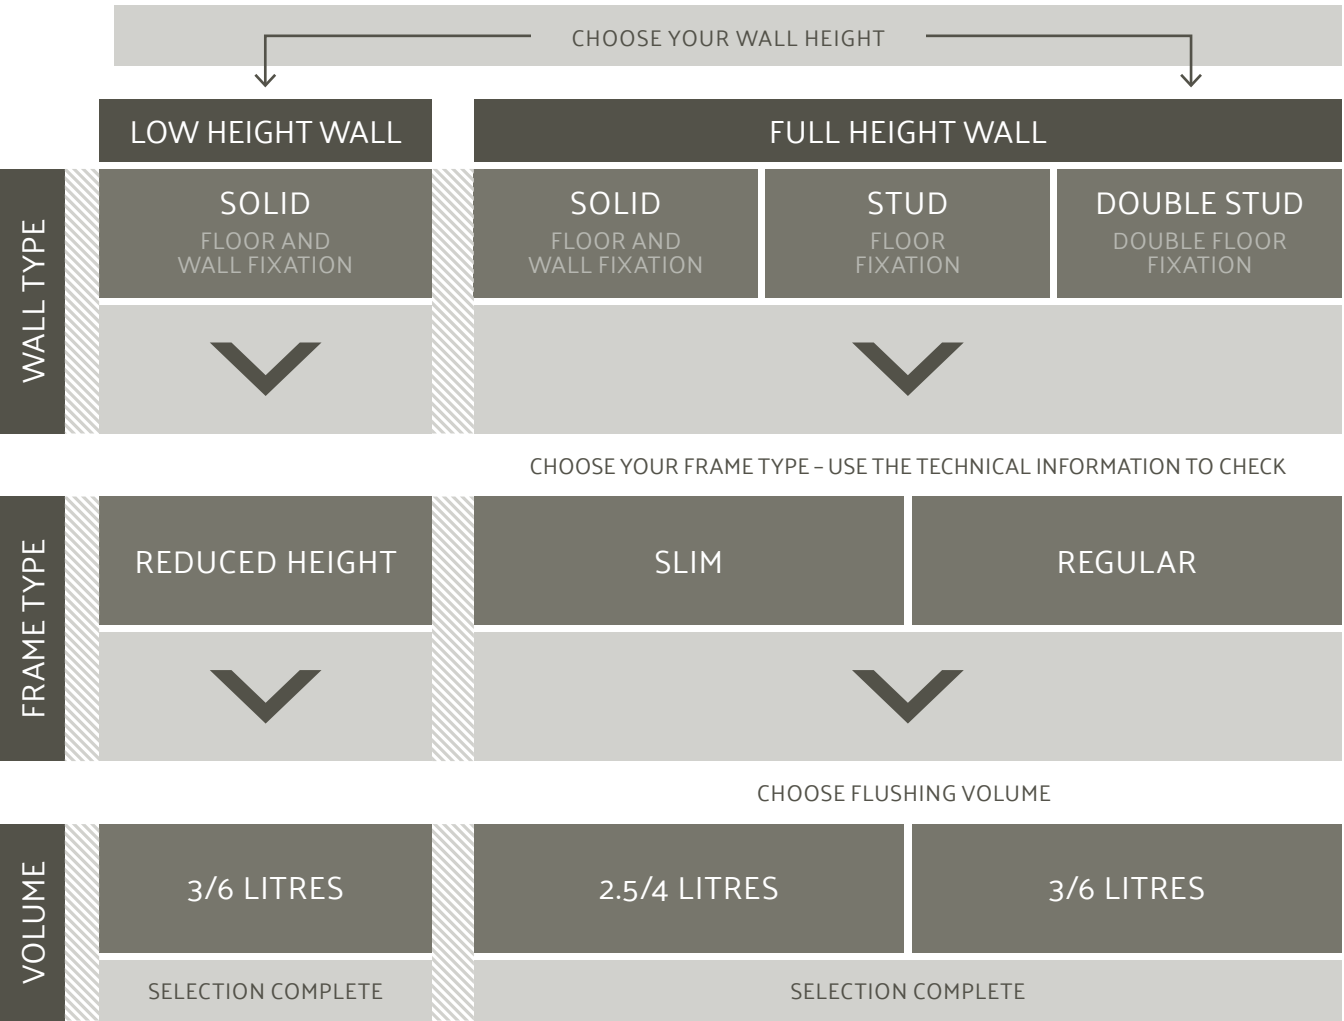 CHOOSE YOUR WALL HEIGHT
LOW HEIGHT WALL
FULL HEIGHT WALL
WALL TYPE
SOLID
FLOOR AND
WALL FIXATION
SOLID
FLOOR AND
WALL FIXATION
STUD
FLOOR
FIXATION
DOUBLE STUD
DOUBLE FLOOR
FIXATION
CHOOSE YOUR FRAME TYPE – USE THE TECHNICAL INFORMATION TO CHECK
FRAME TYPE
REDUCED HEIGHT
SLIM
REGULAR
CHOOSE FLUSHING VOLUME
VOLUME
3/6 LITRES
2.5/4 LITRES
3/6 LITRES
SELECTION COMPLETE
SELECTION COMPLETE